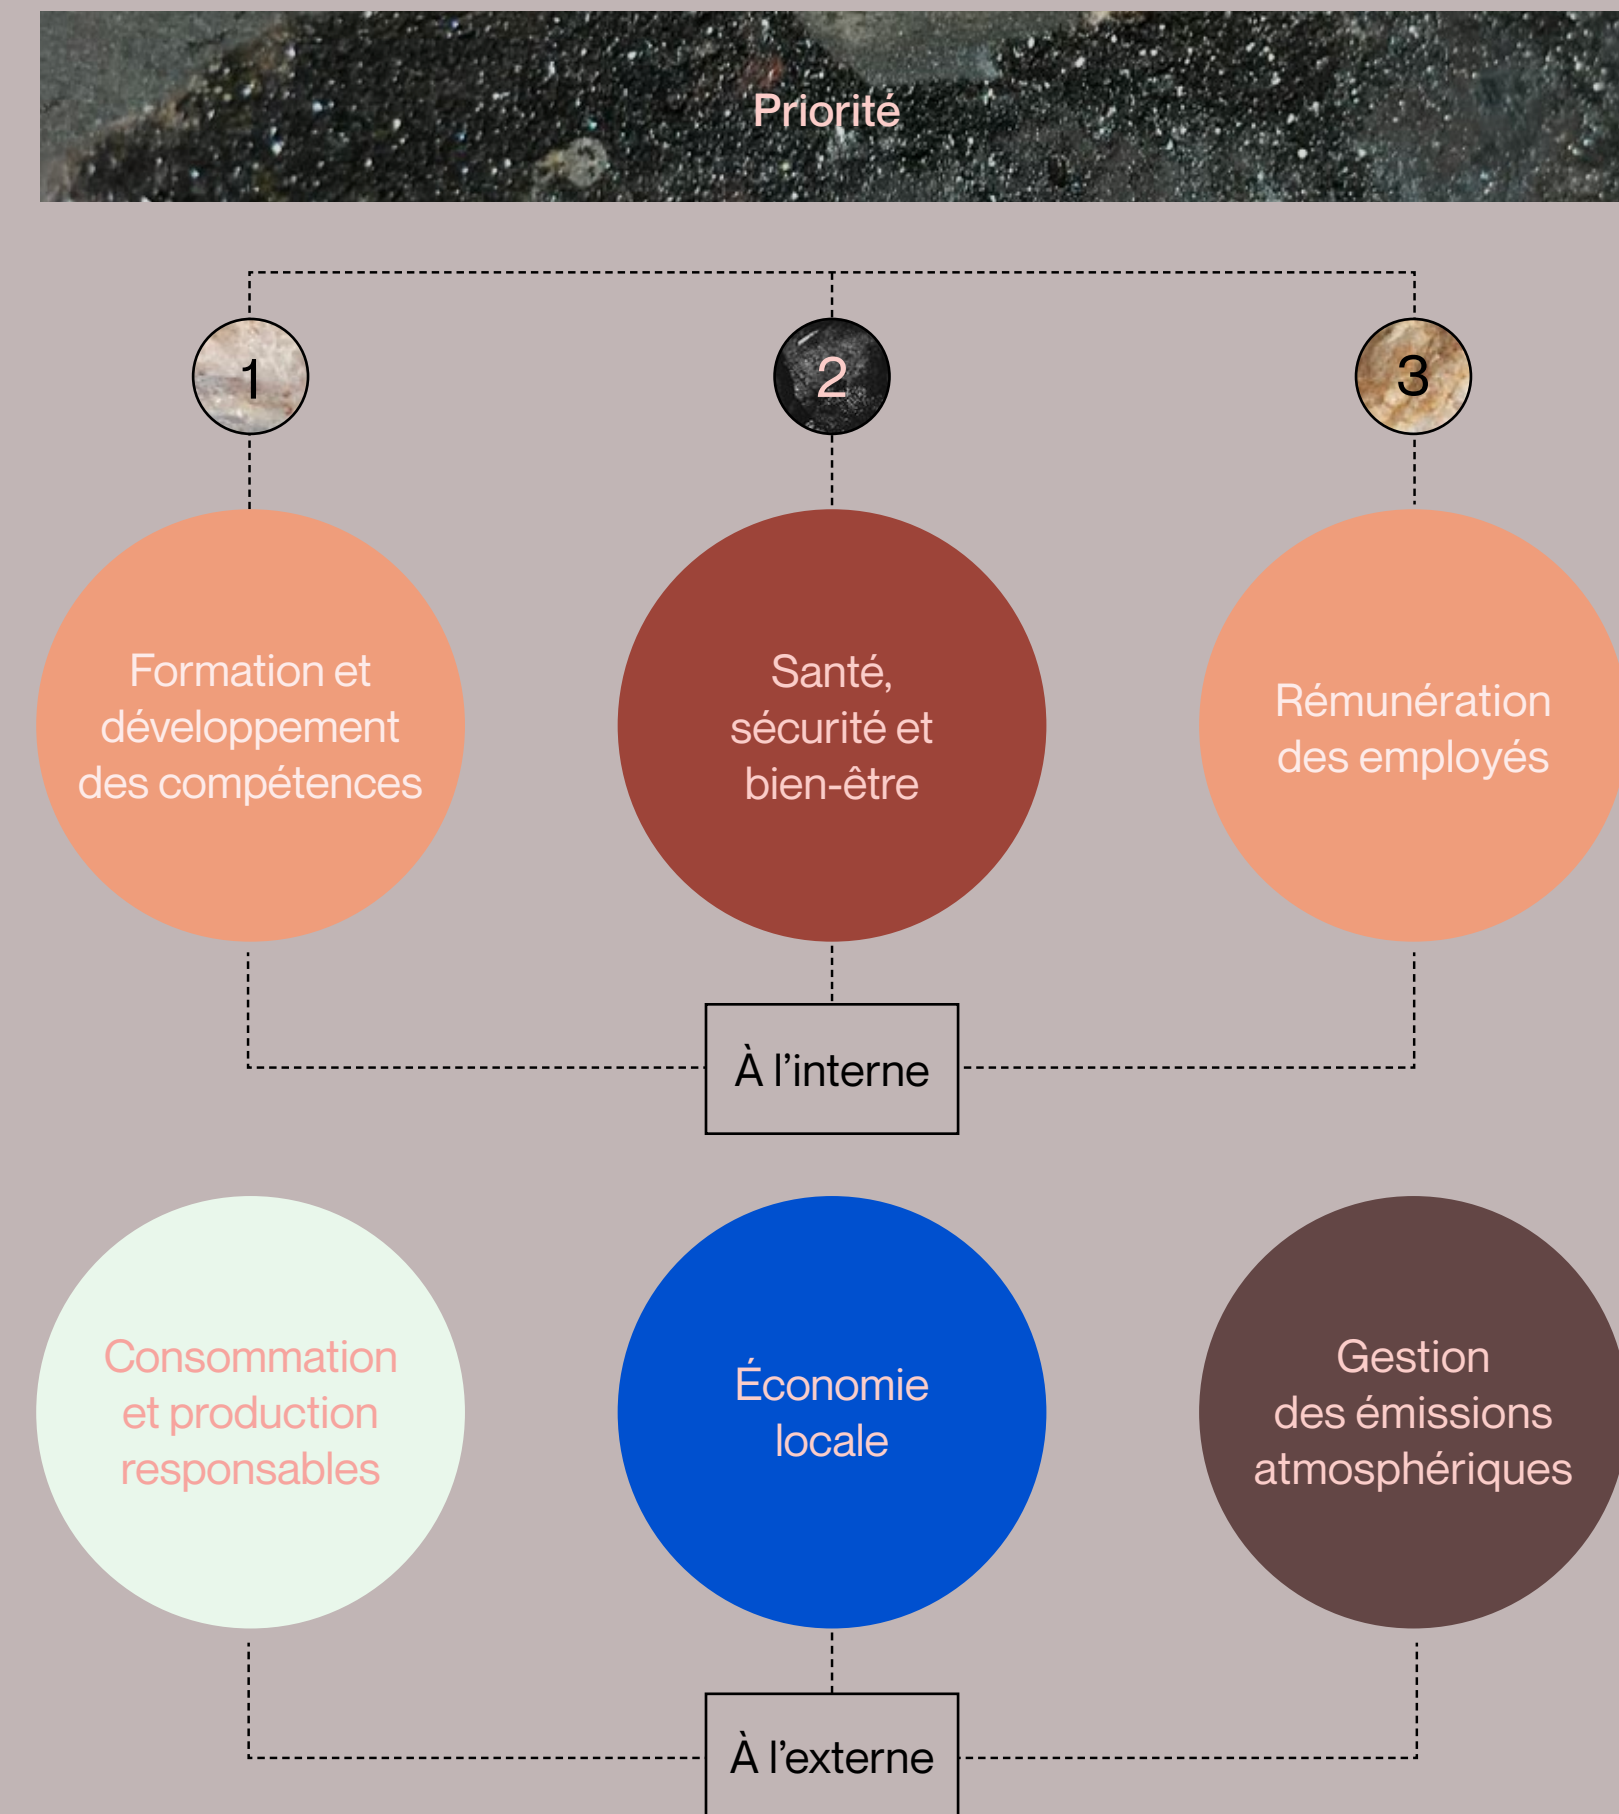 Priorité
1
2
3
Formation et
développement
des compétences
Santé,
sécurité et
bien-être
Rémunération
des employés
À l’interne
Consommation
et production
responsables
Économie
locale
Gestion
des émissions
atmosphériques
À l’externe